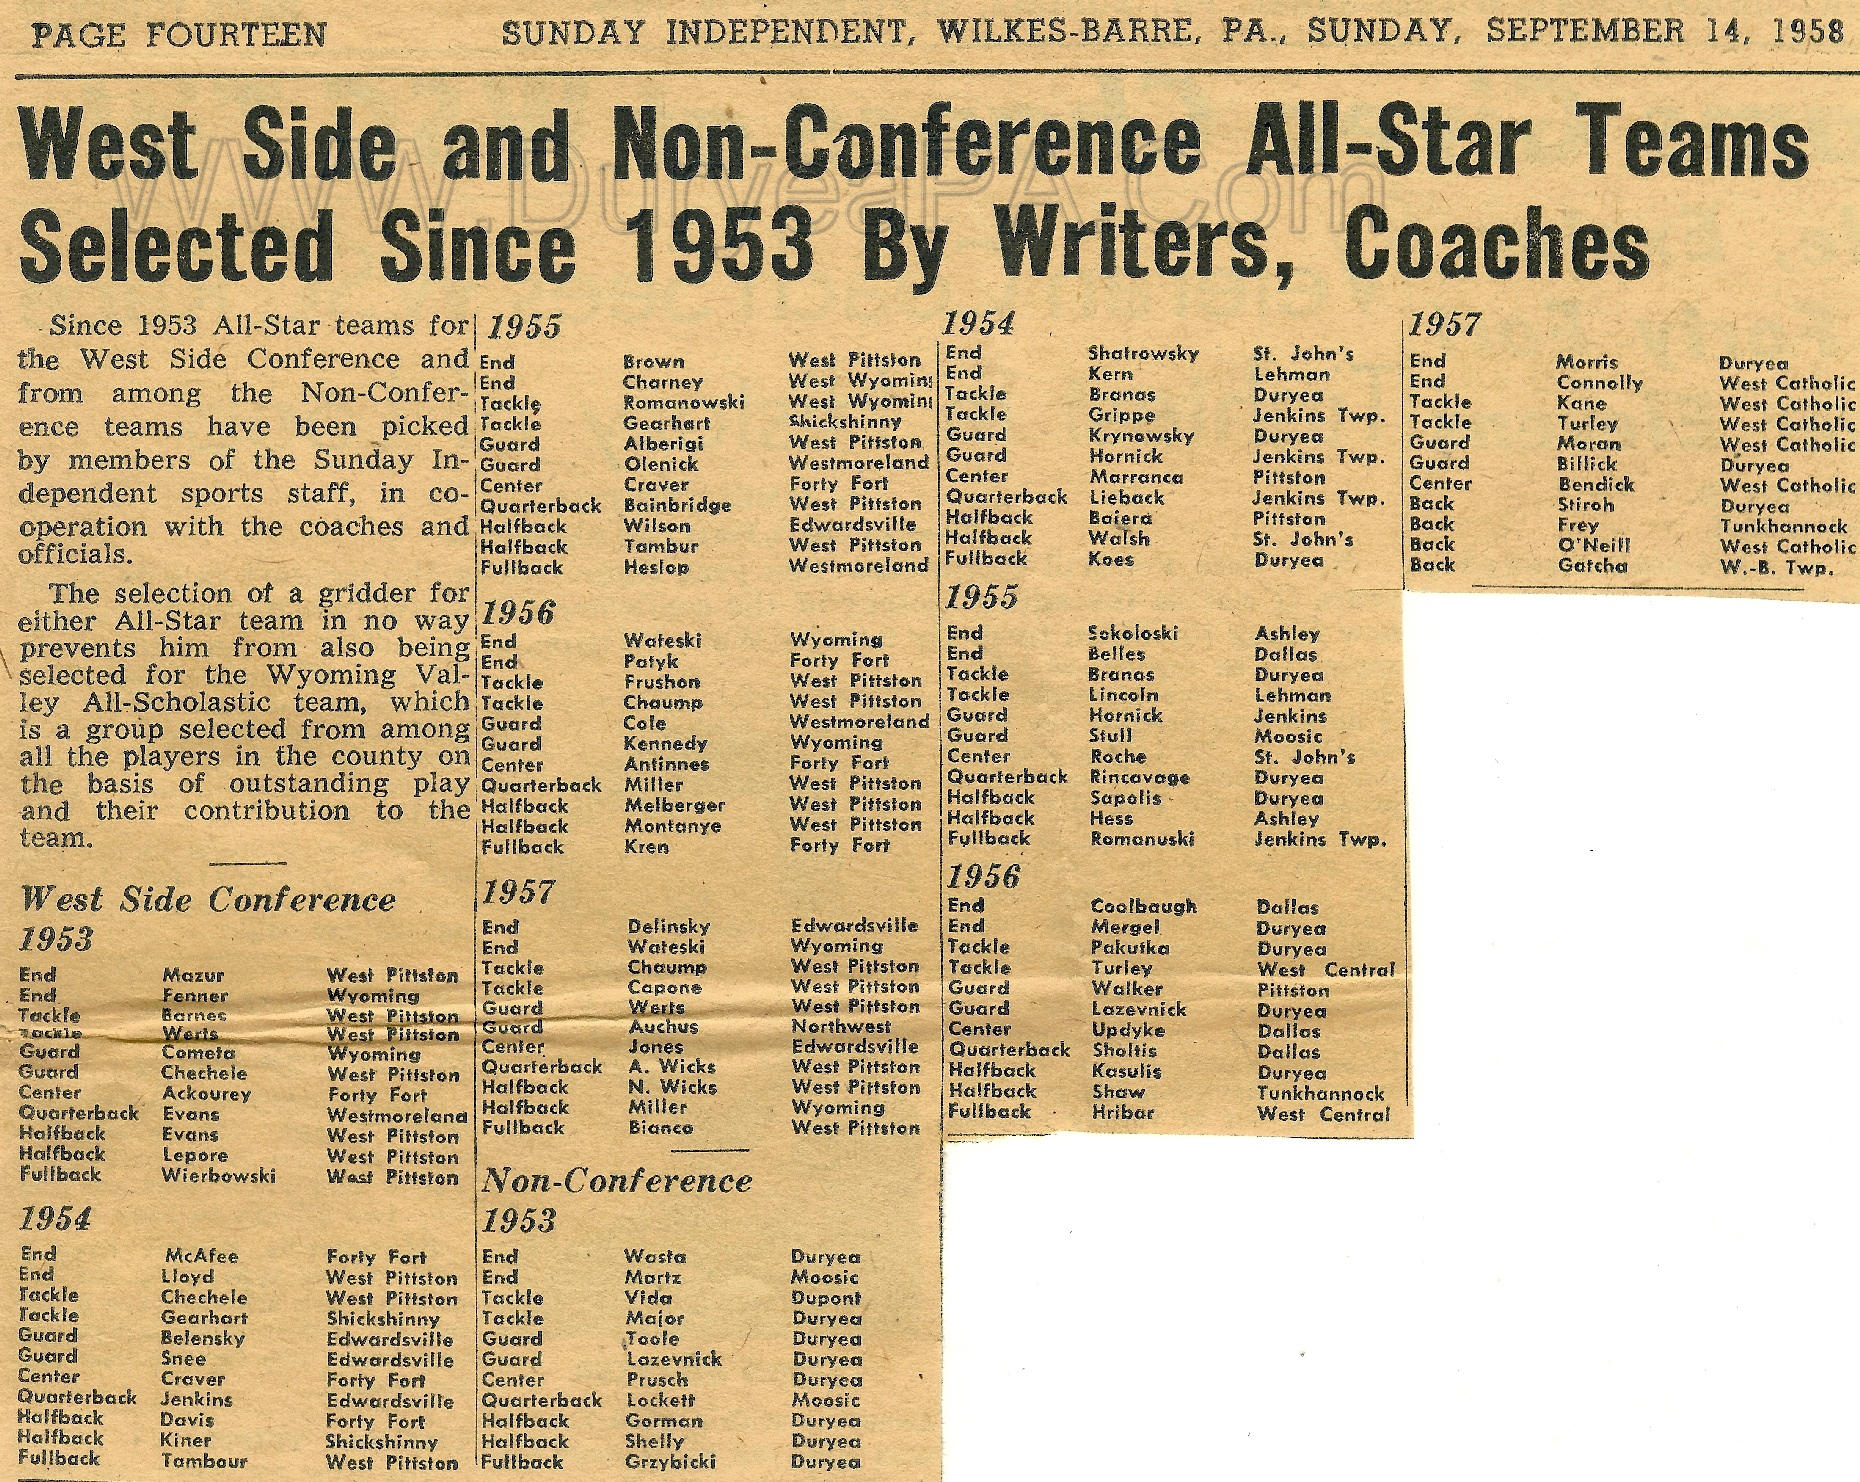 PAGE FOURTEEN SUNDAY INDEPENDENT, WILKES-BARRE, PA., SUNDAY, SEPTEMBER 14, 1958
West Side and Non-Conference All-Star Teams
Selected Since 1953 By Writers, Coaches
www.DuryeaPA.com
Since 1953 All-Star teams for
the West Side Conference and
from among the Non-Confer-
ence teams have been picked
by members of the Sunday In-
dependent sports staff, in co-
operation with the coaches and
officials.
The selection of a gridder for
either All-Star team in no way
prevents him from also being
selected for the Wyoming Val-
ley All-Scholastic team, which
is a group selected from among
all the players in the county on
the basis of outstanding play
and their contribution to the
team.
West Side Conference
1953
End Mazur West Pittston
End Fenner Wyoming
Tackle Barnes West Pittston
Tackle Werts West Pittston
Guard Cometa Wyoming
Guard Chechele West Pittston
Center Ackourey Forty Fort
Quarterback Evans Westmoreland
Halfback Evans West Pittston
Halfback Lepore West Pittston
Fullback Wierbowski West Pittston
1954
End McAfee Forty Fort
End Lloyd West Pittston
Tackle Chechele West Pittston
Tackle Gearhart Shickshinny
Guard Belensky Edwardsville
Guard Snee Edwardsville
Center Craver Forty Fort
Quarterback Jenkins Edwardsville
Halfback Davis Forty Fort
Halfback Kiner Shickshinny
Fullback Tambour West Pittston
1955
End Brown West Pittston
End Charney West Wyoming
Tackle Romanowski West Wyoming
Tackle Gearhart Shickshinny
Guard Alberigi West Pittston
Guard Olenick Westmoreland
Center Craver Forty Fort
Quarterback Bainbridge West Pittston
Halfback Wilson Edwardsville
Halfback Tambur West Pittston
Fullback Heslop Westmoreland
1956
End Wateski Wyoming
End Patyk Forty Fort
Tackle Frushon West Pittston
Tackle Chaump West Pittston
Guard Cole Westmoreland
Guard Kennedy Wyoming
Center Antinnes Forty Fort
Quarterback Miller West Pittston
Halfback Melberger West Pittston
Halfback Montanye West Pittston
Fullback Kren Forty Fort
1957
End Delinsky Edwardsville
End Wateski Wyoming
Tackle Chaump West Pittston
Tackle Capone West Pittston
Guard Werts West Pittston
Guard Auchus Northwest
Center Jones Edwardsville
Quarterback A. Wicks West Pittston
Halfback N. Wicks West Pittston
Halfback Miller Wyoming
Fullback Bianco West Pittston
Non-Conference
1953
End Wasta Duryea
End Martz Moosic
Tackle Vida Dupont
Tackle Major Duryea
Guard Toole Duryea
Guard Lazevnick Duryea
Center Prusch Duryea
Quarterback Lockett Moosic
Halfback Gorman Duryea
Halfback Shelly Duryea
Fullback Grzybicki Duryea
1954
End Shatrowsky St. John's
End Kern Lehman
Tackle Branas Duryea
Tackle Grippe Jenkins Twp.
Guard Krynowsky Duryea
Guard Hornick Jenkins Twp.
Center Marranca Pittston
Quarterback Lieback Jenkins Twp.
Halfback Baiera Pittston
Halfback Walsh St. John's
Fullback Koes Duryea
1955
End Sokoloski Ashley
End Belles Dallas
Tackle Branas Duryea
Tackle Lincoln Lehman
Guard Hornick Jenkins
Guard Stull Moosic
Center Roche St. John's
Quarterback Rincavage Duryea
Halfback Sapolis Duryea
Halfback Hess Ashley
Fullback Romanuski Jenkins Twp.
1956
End Coolbaugh Dallas
End Mergel Duryea
Tackle Pakutka Duryea
Tackle Turley West Central
Guard Walker Pittston
Guard Lazevnick Duryea
Center Updyke Dallas
Quarterback Sholtis Dallas
Halfback Kasulis Duryea
Halfback Shaw Tunkhannock
Fullback Hribar West Central
1957
End Morris Duryea
End Connolly West Catholic
Tackle Kane West Catholic
Tackle Turley West Catholic
Guard Moran West Catholic
Guard Billick Duryea
Center Bendick West Catholic
Back Stiroh Duryea
Back Frey Tunkhannock
Back O'Neill West Catholic
Back Gatcha W.-B. Twp.